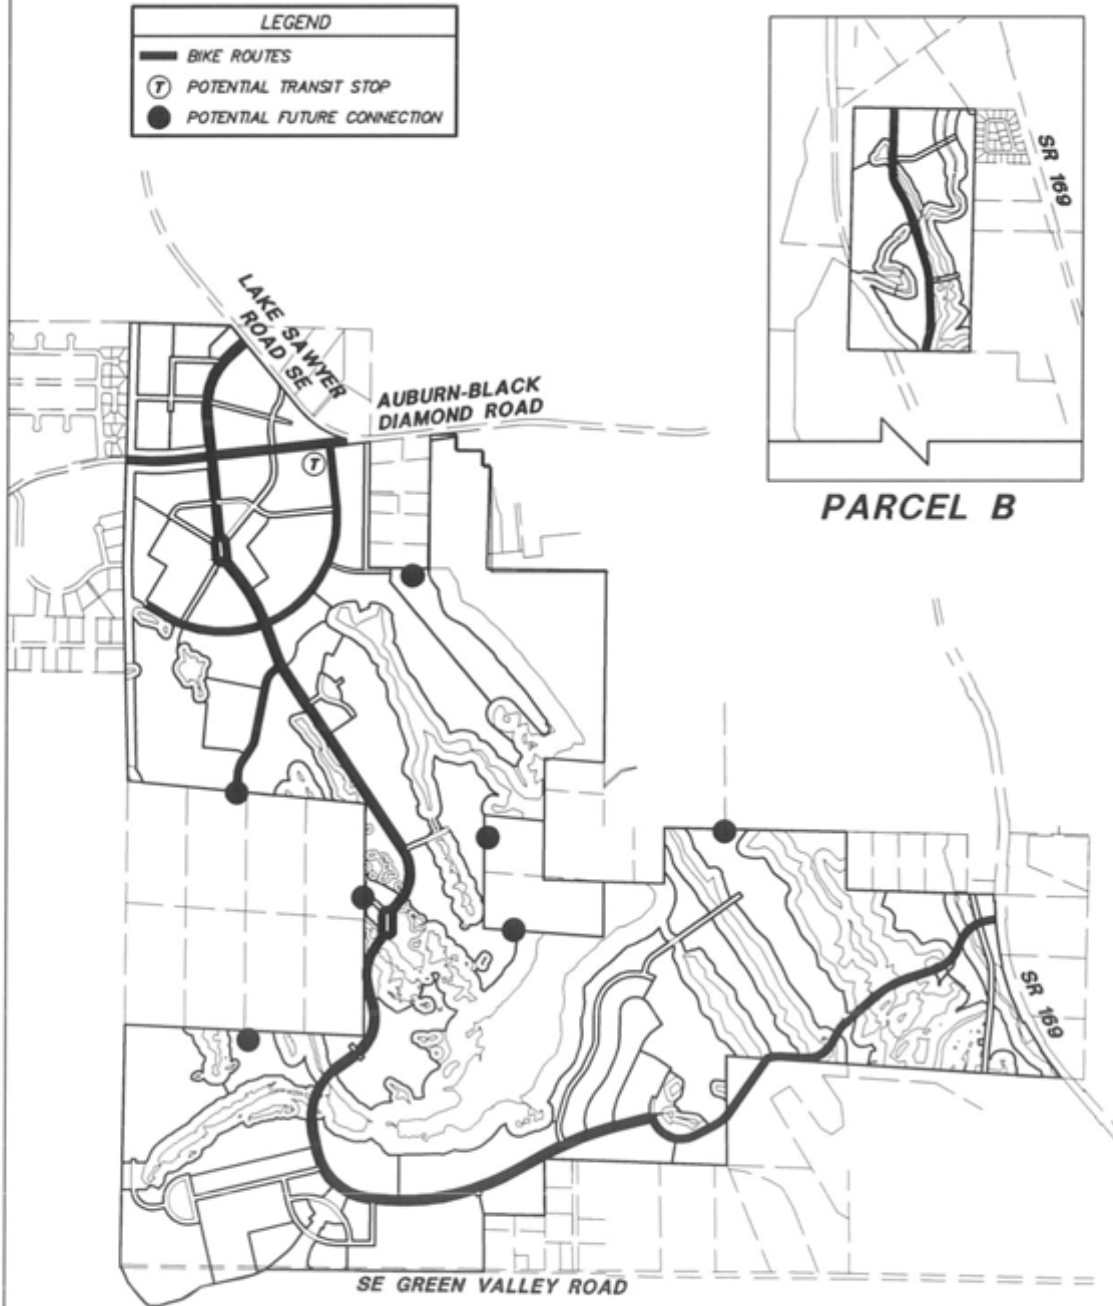 LEGEND
BIKE ROUTES
T POTENTIAL TRANSIT STOP
POTENTIAL FUTURE CONNECTION
SR 169
PARCEL B
LAKE SAWYER
ROAD SE
AUBURN-BLACK
DIAMOND ROAD
T
SR 169
SE GREEN VALLEY ROAD